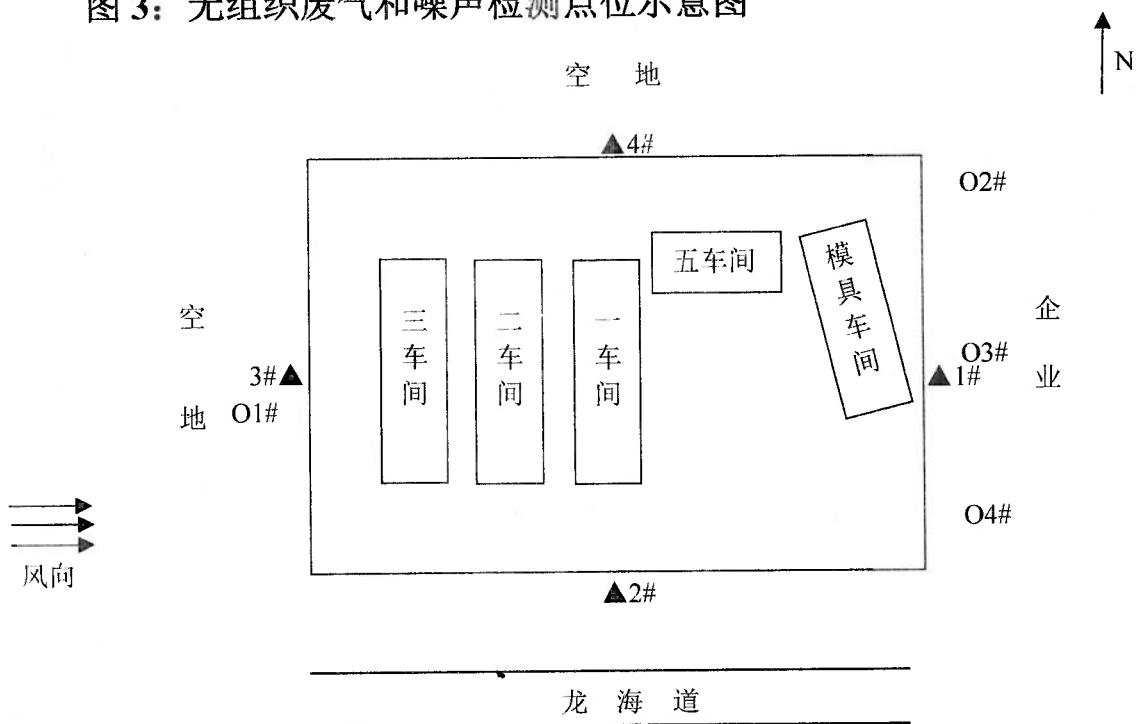 图 3：无组织废气和噪声检测点位示意图
N
空 地
▲4#
O2#
五车间
模具车间
三车间
二车间
一车间
空地
企业
O3#
3#▲
▲1#
O1#
O4#
风向
▲2#
龙 海 道